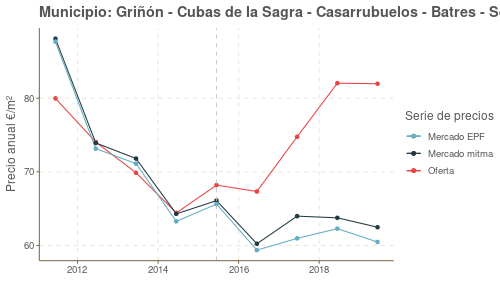 Municipio: Griñón - Cubas de la Sagra - Casarrubuelos - Batres - Se
Precio anual €/m²
80
70
60
2012
2014
2016
2018
Serie de precios
Mercado EPF
Mercado mitma
Oferta